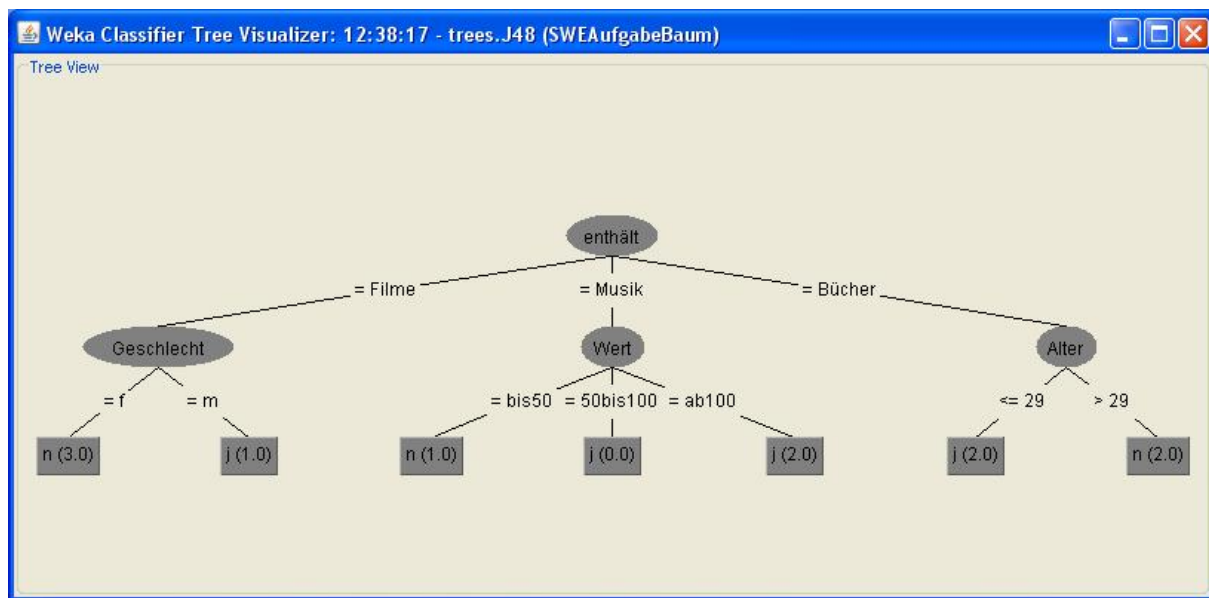 Weka Classifier Tree Visualizer: 12:38:17 - trees.J48 (SWEAufgabeBaum)
Tree View
enthält
= Filme = Musik = Bücher
Geschlecht Wert Alter
= f = m = bis50 = 50bis100 = ab100 <= 29 > 29
n (3.0) j (1.0) n (1.0) j (0.0) j (2.0) j (2.0) n (2.0)